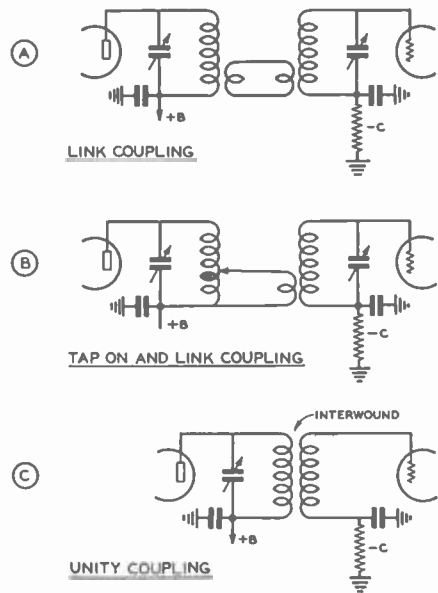 A
+B
-C
LINK COUPLING
B
+B
-C
TAP ON AND LINK COUPLING
INTERWOUND
C
+B
-C
UNITY COUPLING